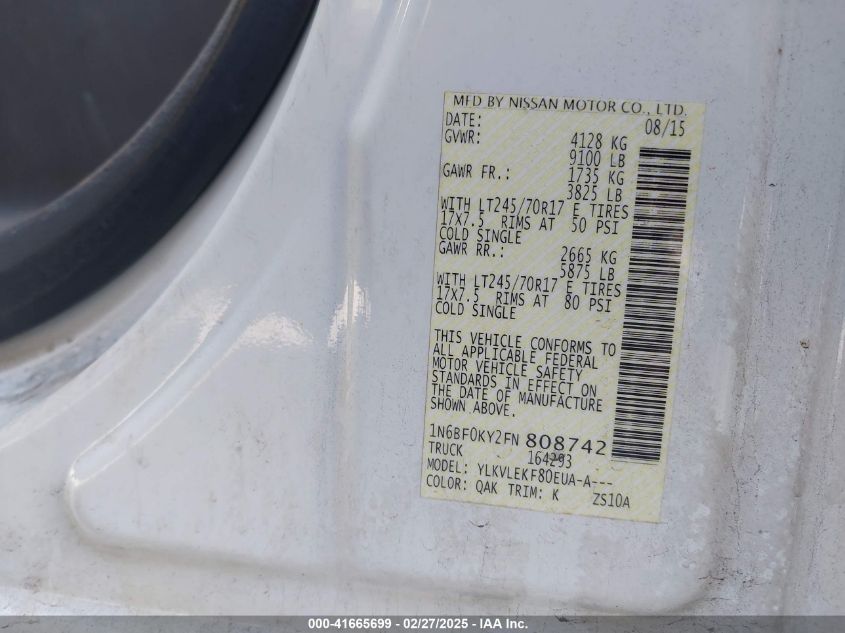 MFD BY NISSAN MOTOR CO., LTD.
DATE: 08/15
GVWR: 4128 KG
9100 LB
GAWR FR.: 1735 KG
3825 LB
WITH LT245/70R17 E TIRES
17X7.5 RIMS AT 50 PSI
COLD SINGLE
GAWR RR.: 2665 KG
5875 LB
WITH LT245/70R17 E TIRES
17X7.5 RIMS AT 80 PSI
COLD SINGLE
THIS VEHICLE CONFORMS TO
ALL APPLICABLE FEDERAL
MOTOR VEHICLE SAFETY
STANDARDS IN EFFECT ON
THE DATE OF MANUFACTURE
SHOWN ABOVE.
1N6BF0KY2FN 808742
TRUCK 164293
MODEL: YLKVLEKF80EUA-A---
COLOR: QAK TRIM: K ZS10A
000-41665699 - 02/27/2025 - IAA Inc.